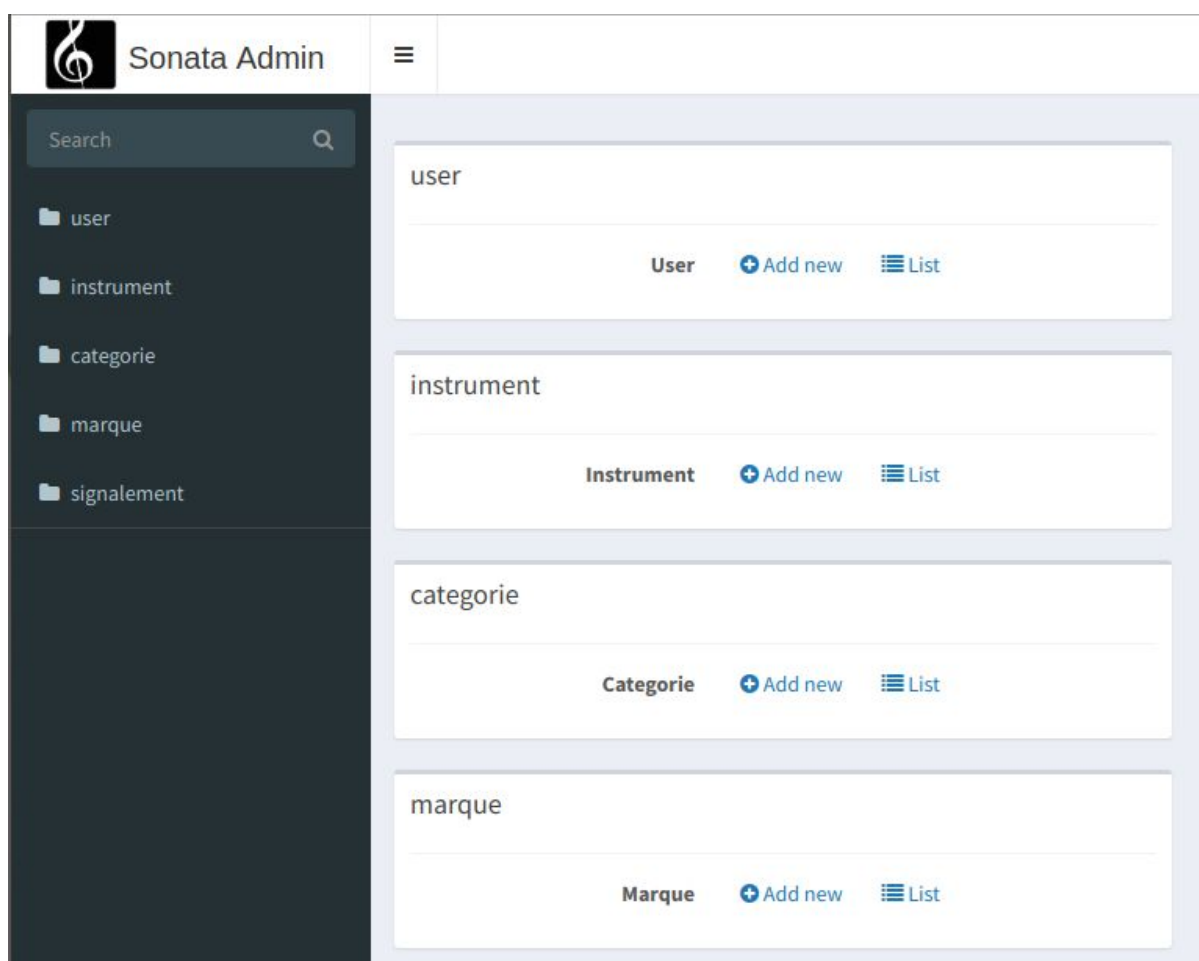 Sonata Admin
Search
user
instrument
categorie
marque
signalement
user
User Add new List
instrument
Instrument Add new List
categorie
Categorie Add new List
marque
Marque Add new List